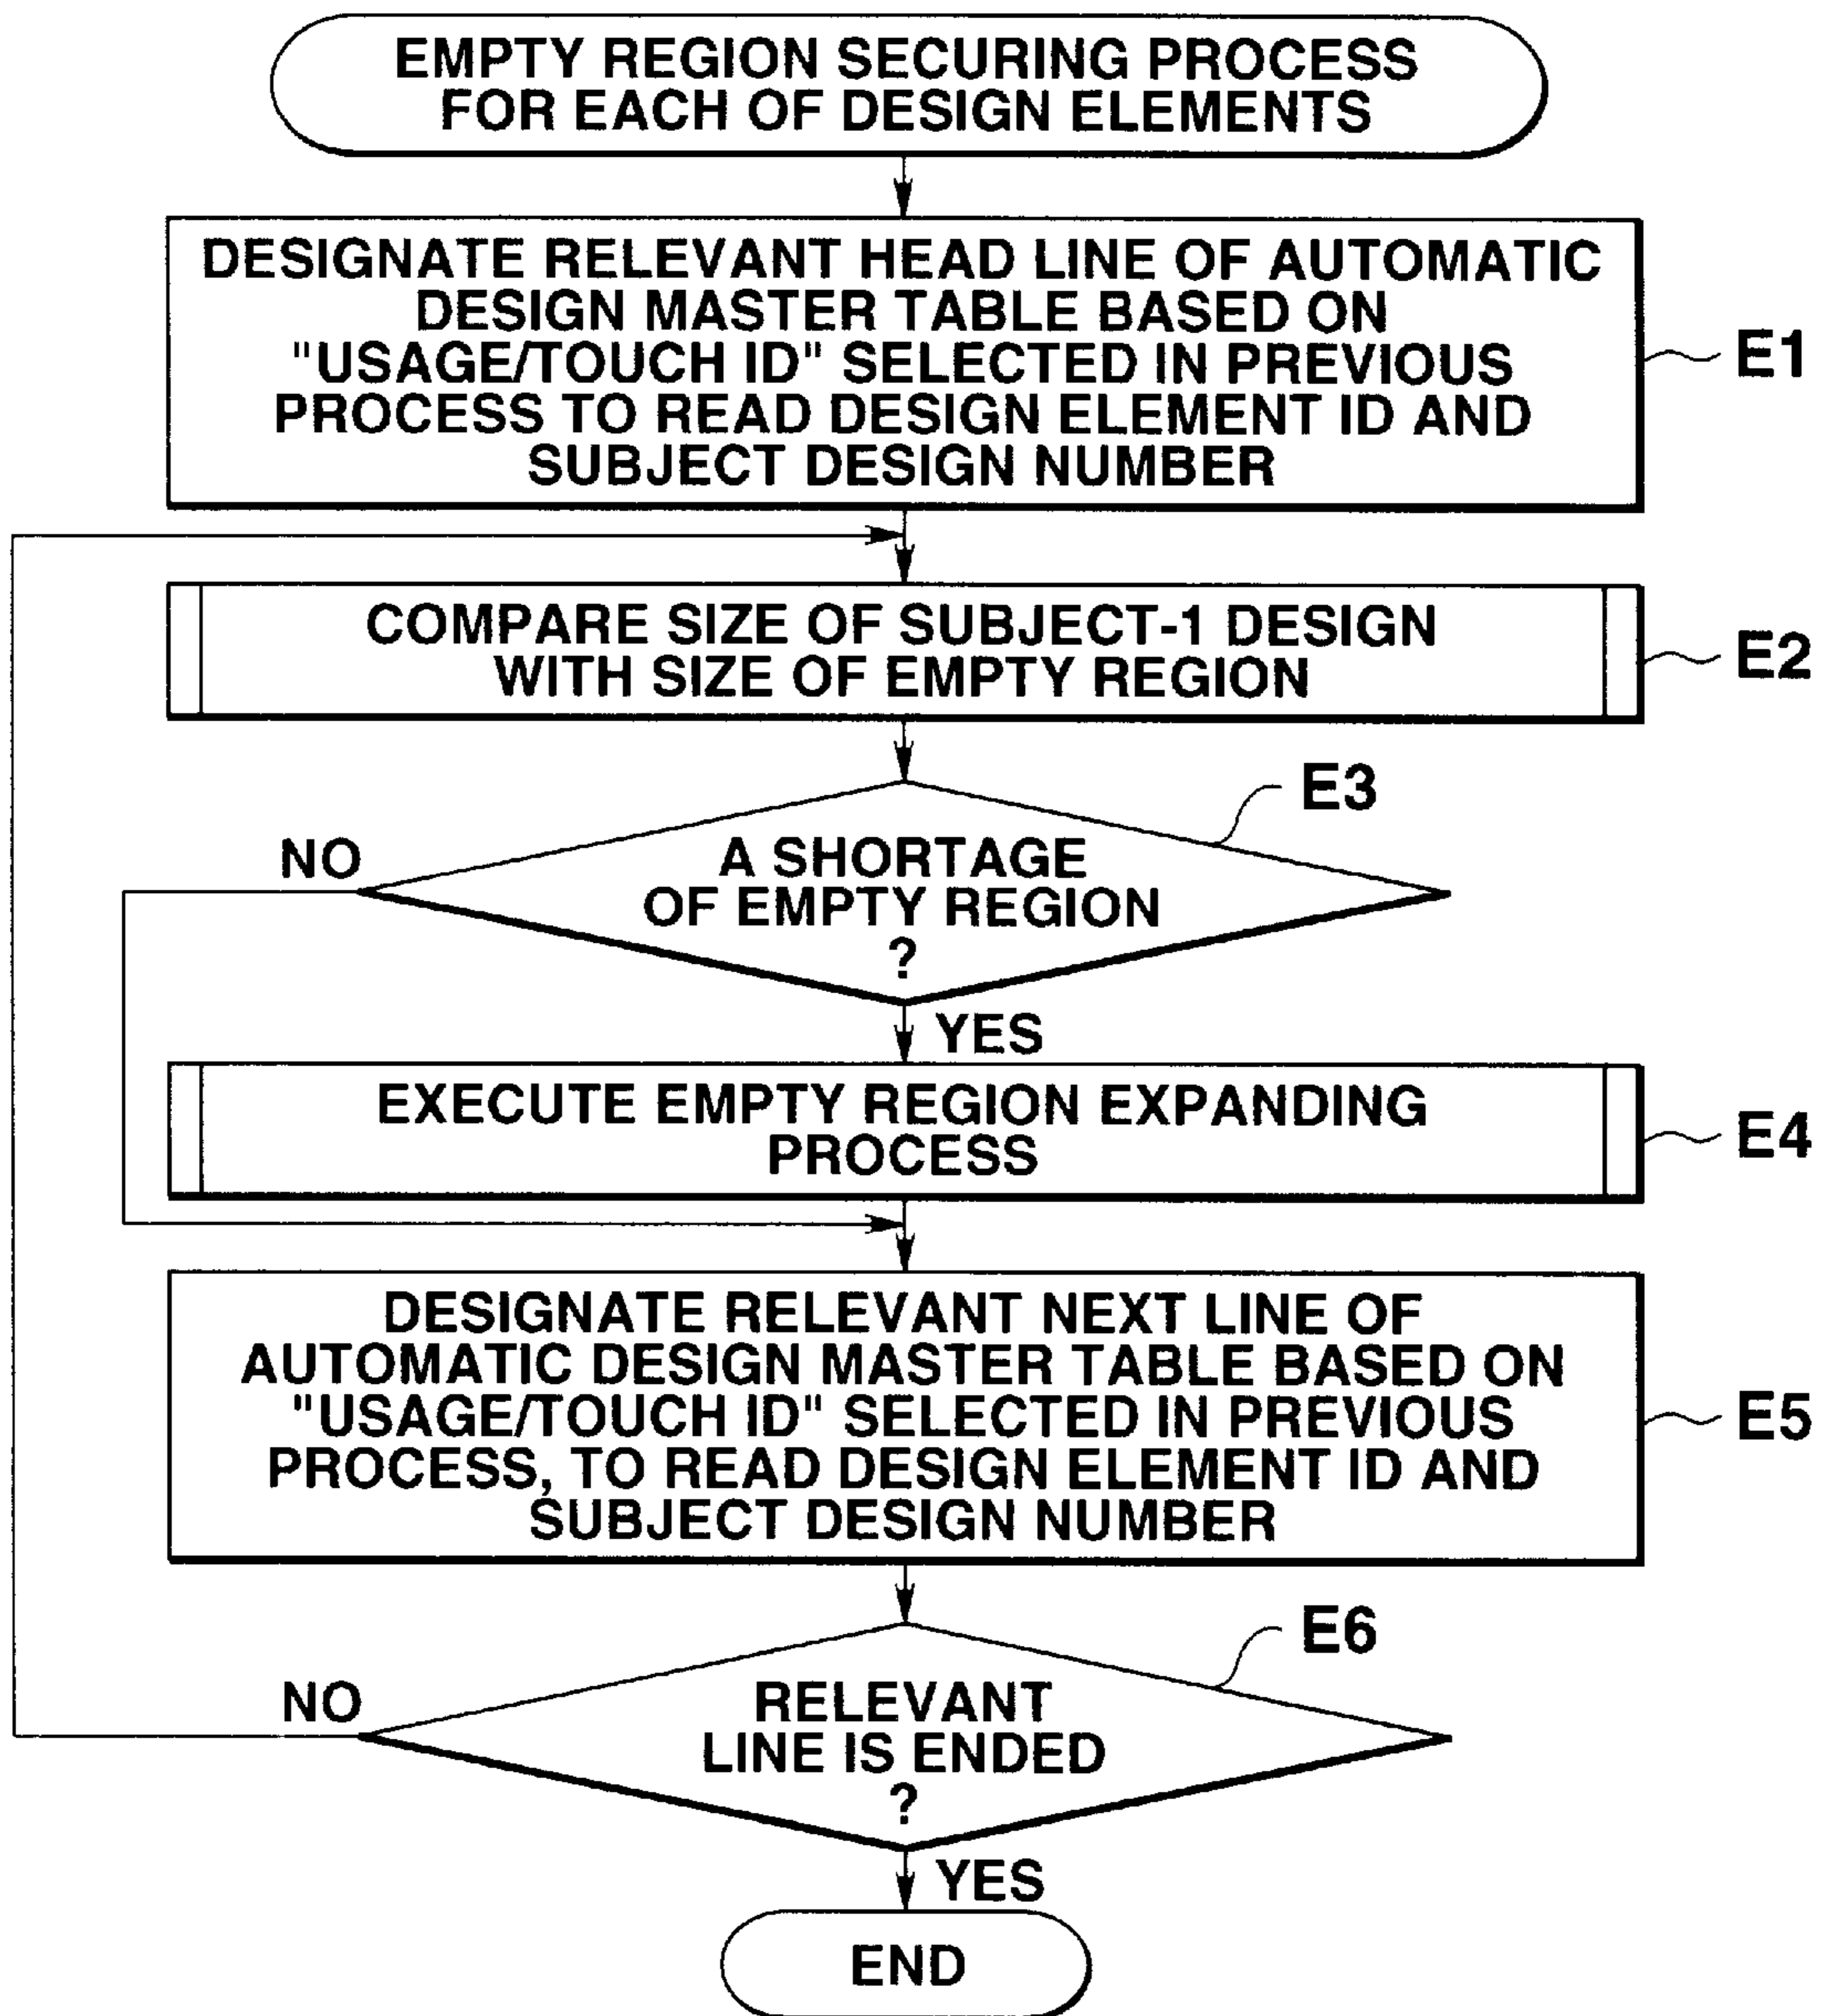 EMPTY REGION SECURING PROCESS
FOR EACH OF DESIGN ELEMENTS
DESIGNATE RELEVANT HEAD LINE OF AUTOMATIC
DESIGN MASTER TABLE BASED ON
"USAGE/TOUCH ID" SELECTED IN PREVIOUS
PROCESS TO READ DESIGN ELEMENT ID AND
SUBJECT DESIGN NUMBER
E1
COMPARE SIZE OF SUBJECT-1 DESIGN
WITH SIZE OF EMPTY REGION
E2
E3
NO
A SHORTAGE
OF EMPTY REGION
?
YES
EXECUTE EMPTY REGION EXPANDING
PROCESS
E4
DESIGNATE RELEVANT NEXT LINE OF
AUTOMATIC DESIGN MASTER TABLE BASED ON
"USAGE/TOUCH ID" SELECTED IN PREVIOUS
PROCESS, TO READ DESIGN ELEMENT ID AND
SUBJECT DESIGN NUMBER
E5
E6
NO
RELEVANT
LINE IS ENDED
?
YES
END